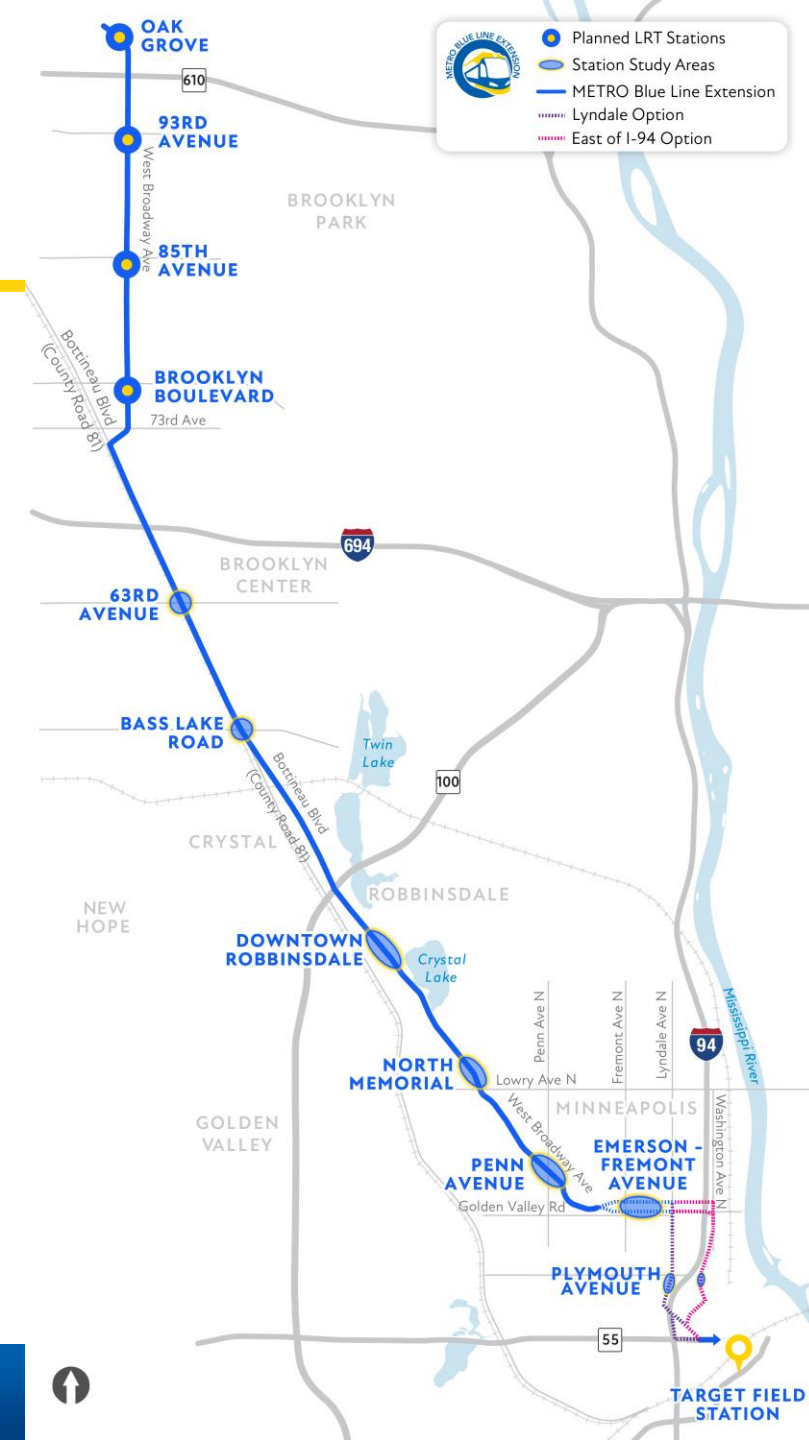 OAK
GROVE
METRO BLUE LINE EXTENSION
Planned LRT Stations
Station Study Areas
METRO Blue Line Extension
Lyndale Option
East of I-94 Option
610
93RD
AVENUE
West Broadway Ave
BROOKLYN
PARK
85TH
AVENUE
Bottineau Blvd
(County Road 81)
BROOKLYN
BOULEVARD
73rd Ave
694
BROOKLYN
CENTER
63RD
AVENUE
BASS LAKE
ROAD
Twin
Lake
Bottineau Blvd
(County Road 81)
100
CRYSTAL
ROBBINSDALE
NEW
HOPE
DOWNTOWN
ROBBINSDALE
Crystal
Lake
Penn Ave N
Fremont Ave N
Lyndale Ave N
Mississippi River
94
NORTH
MEMORIAL
Lowry Ave N
West Broadway Ave
MINNEAPOLIS
Washington Ave N
GOLDEN
VALLEY
PENN
AVENUE
EMERSON -
FREMONT
AVENUE
Golden Valley Rd
PLYMOUTH
AVENUE
55
TARGET FIELD
STATION